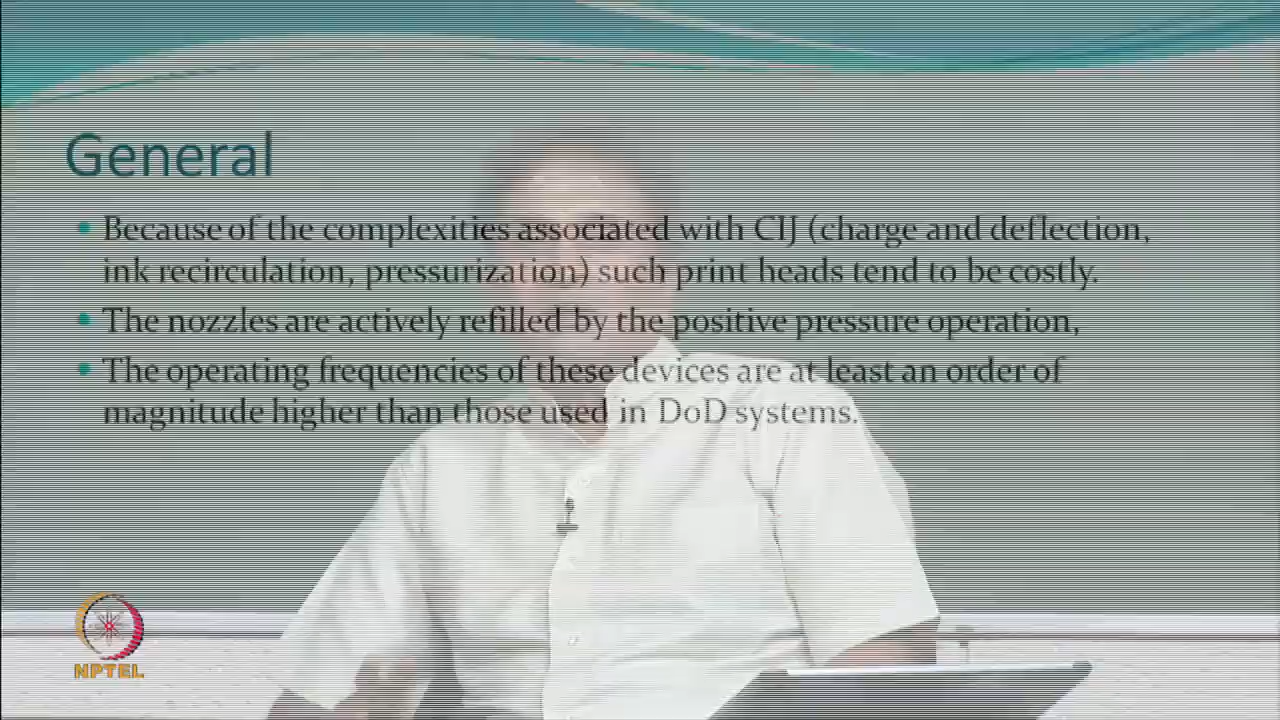 General
• Because of the complexities associated with CIJ (charge and deflection,
ink recirculation, pressurization) such print heads tend to be costly.
• The nozzles are actively refilled by the positive pressure operation,
• The operating frequencies of these devices are at least an order of
magnitude higher than those used in DoD systems.
NPTEL